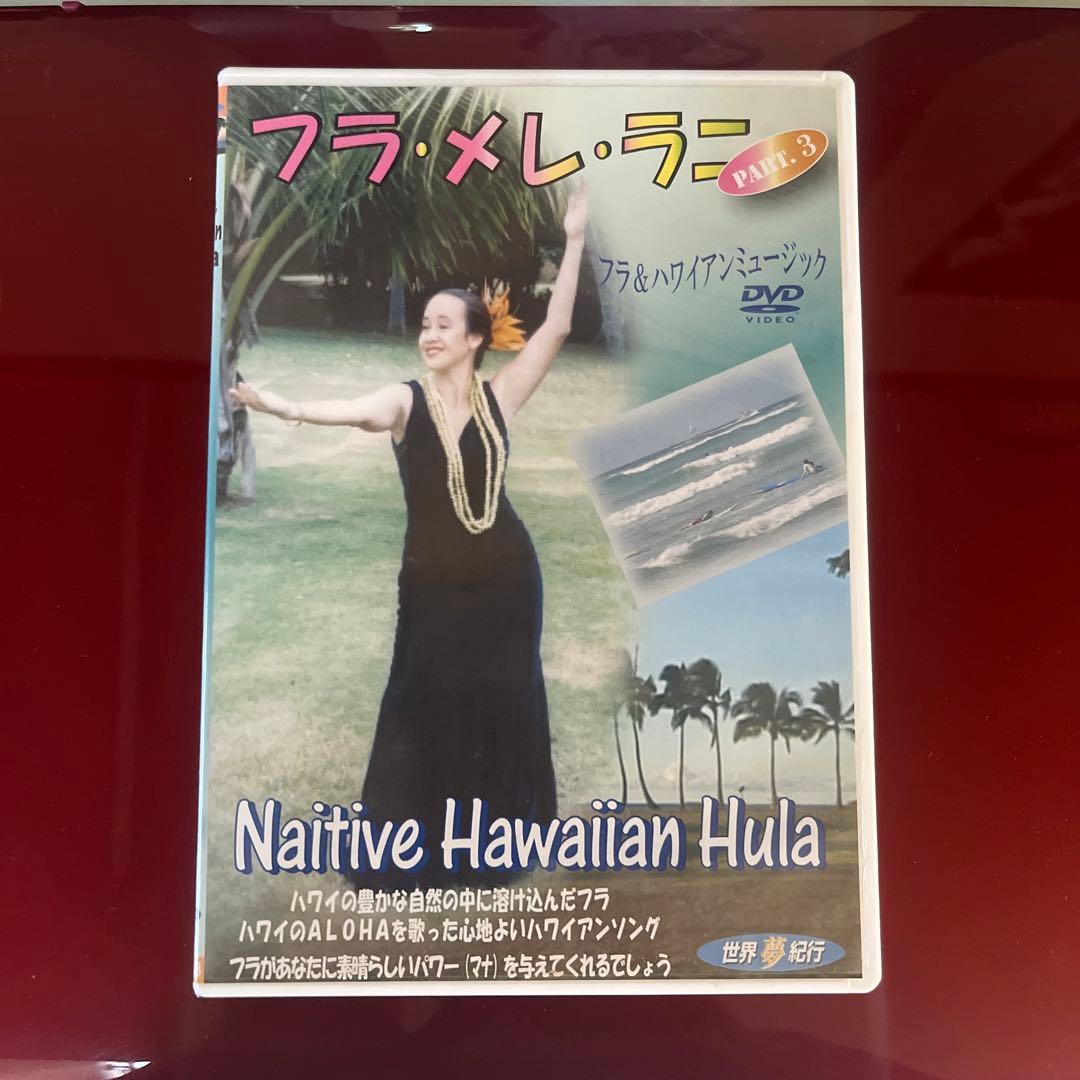 フラ・メレ・ラニ
PART. 3
フラ&ハワイアンミュージック
DVD
VIDEO
Naitive Hawaiian Hula
ハワイの豊かな自然の中に溶け込んだフラ
ハワイのALOHAを歌った心地よいハワイアンソング
フラがあなたに素晴らしいパワー(マナ)を与えてくれるでしょう
世界夢紀行